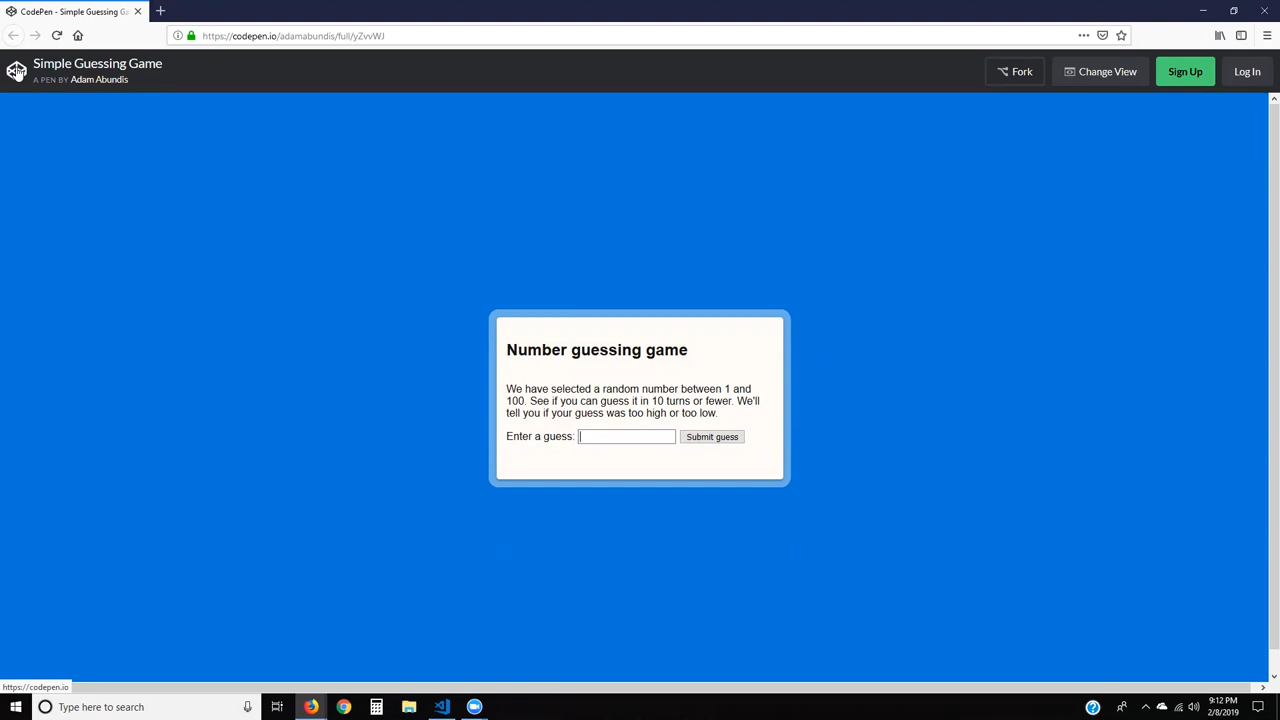 CodePen - Simple Guessing Ga
https://codepen.io/adamabundis/full/yZvvWJ
Simple Guessing Game
A PEN BY Adam Abundis
Fork
Change View
Sign Up
Log In
Number guessing game
We have selected a random number between 1 and
100. See if you can guess it in 10 turns or fewer. We'll
tell you if your guess was too high or too low.
Enter a guess:
Submit guess
https://codepen.io
Type here to search
9:12 PM
2/8/2019